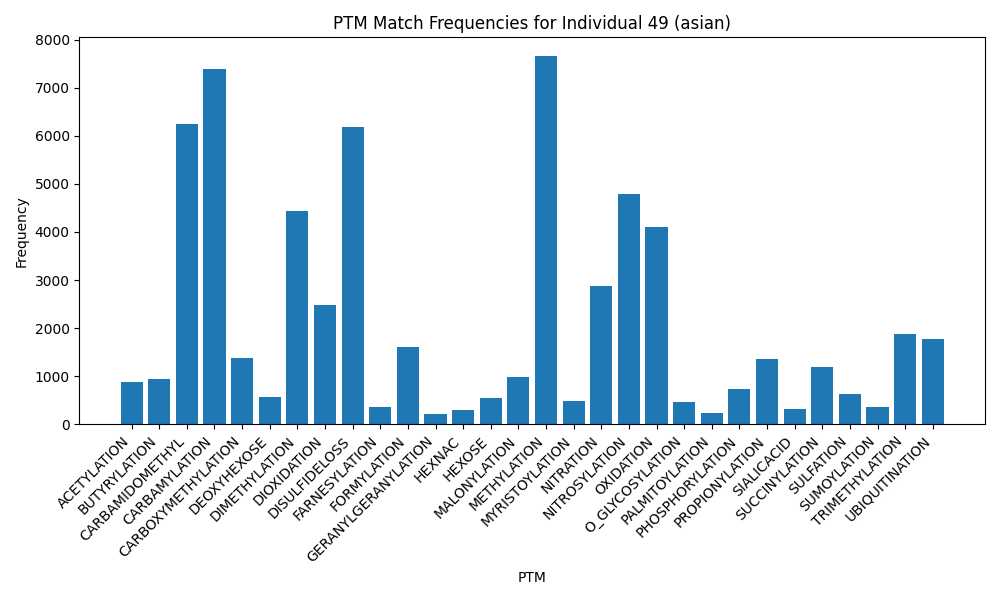 PTM Match Frequencies for Individual 49 (asian)
8000
7000
6000
5000
4000
3000
2000
1000
0
Frequency
ACETYLATION
BUTYRYLATION
CARBAMIDOMETHYL
CARBAMYLATION
CARBOXYMETHYLATION
DEOXYHEXOSE
DIMETHYLATION
DIOXIDATION
DISULFIDELOSS
FARNESYLATION
FORMYLATION
GERANYLGERANYLATION
HEXNAC
HEXOSE
MALONYLATION
METHYLATION
MYRISTOYLATION
NITRATION
NITROSYLATION
OXIDATION
O_GLYCOSYLATION
PALMITOYLATION
PHOSPHORYLATION
PROPIONYLATION
SIALICACID
SUCCINYLATION
SULFATION
SUMOYLATION
TRIMETHYLATION
UBIQUITINATION
PTM